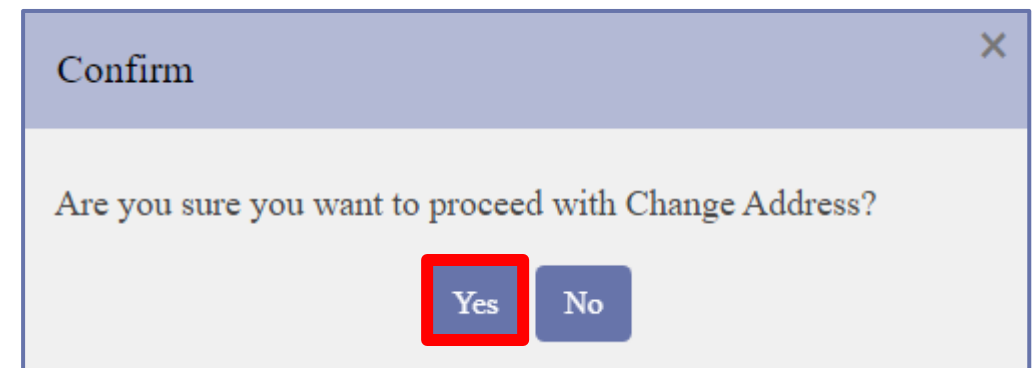 Confirm
×
Are you sure you want to proceed with Change Address?
Yes No